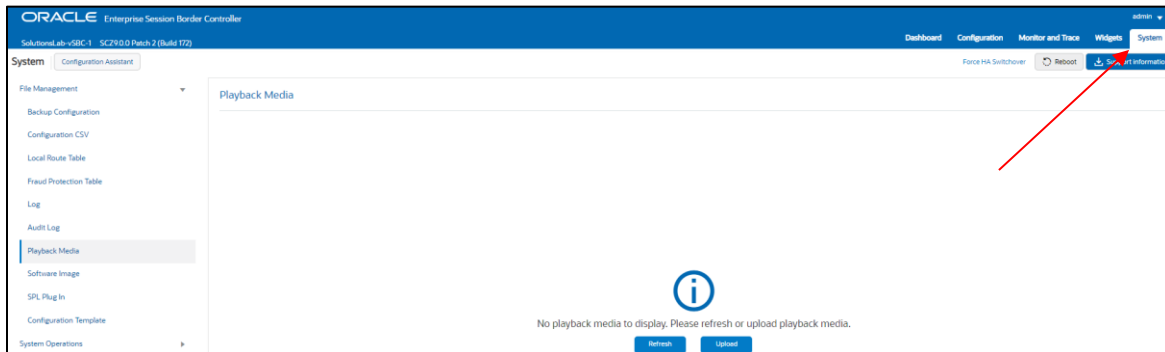 ORACLE Enterprise Session Border Controller
admin
SolutionsLab-vSBC-1 SCZ9.0.0 Patch 2 (Build 172)
Dashboard Configuration Monitor and Trace Widgets System
System Configuration Assistant
Force HA Switchover Reboot Support information
File Management
Playback Media
Backup Configuration
Configuration CSV
Local Route Table
Fraud Protection Table
Log
Audit Log
Playback Media
Software Image
SPL Plug In
Configuration Template
No playback media to display. Please refresh or upload playback media.
System Operations
Refresh Upload